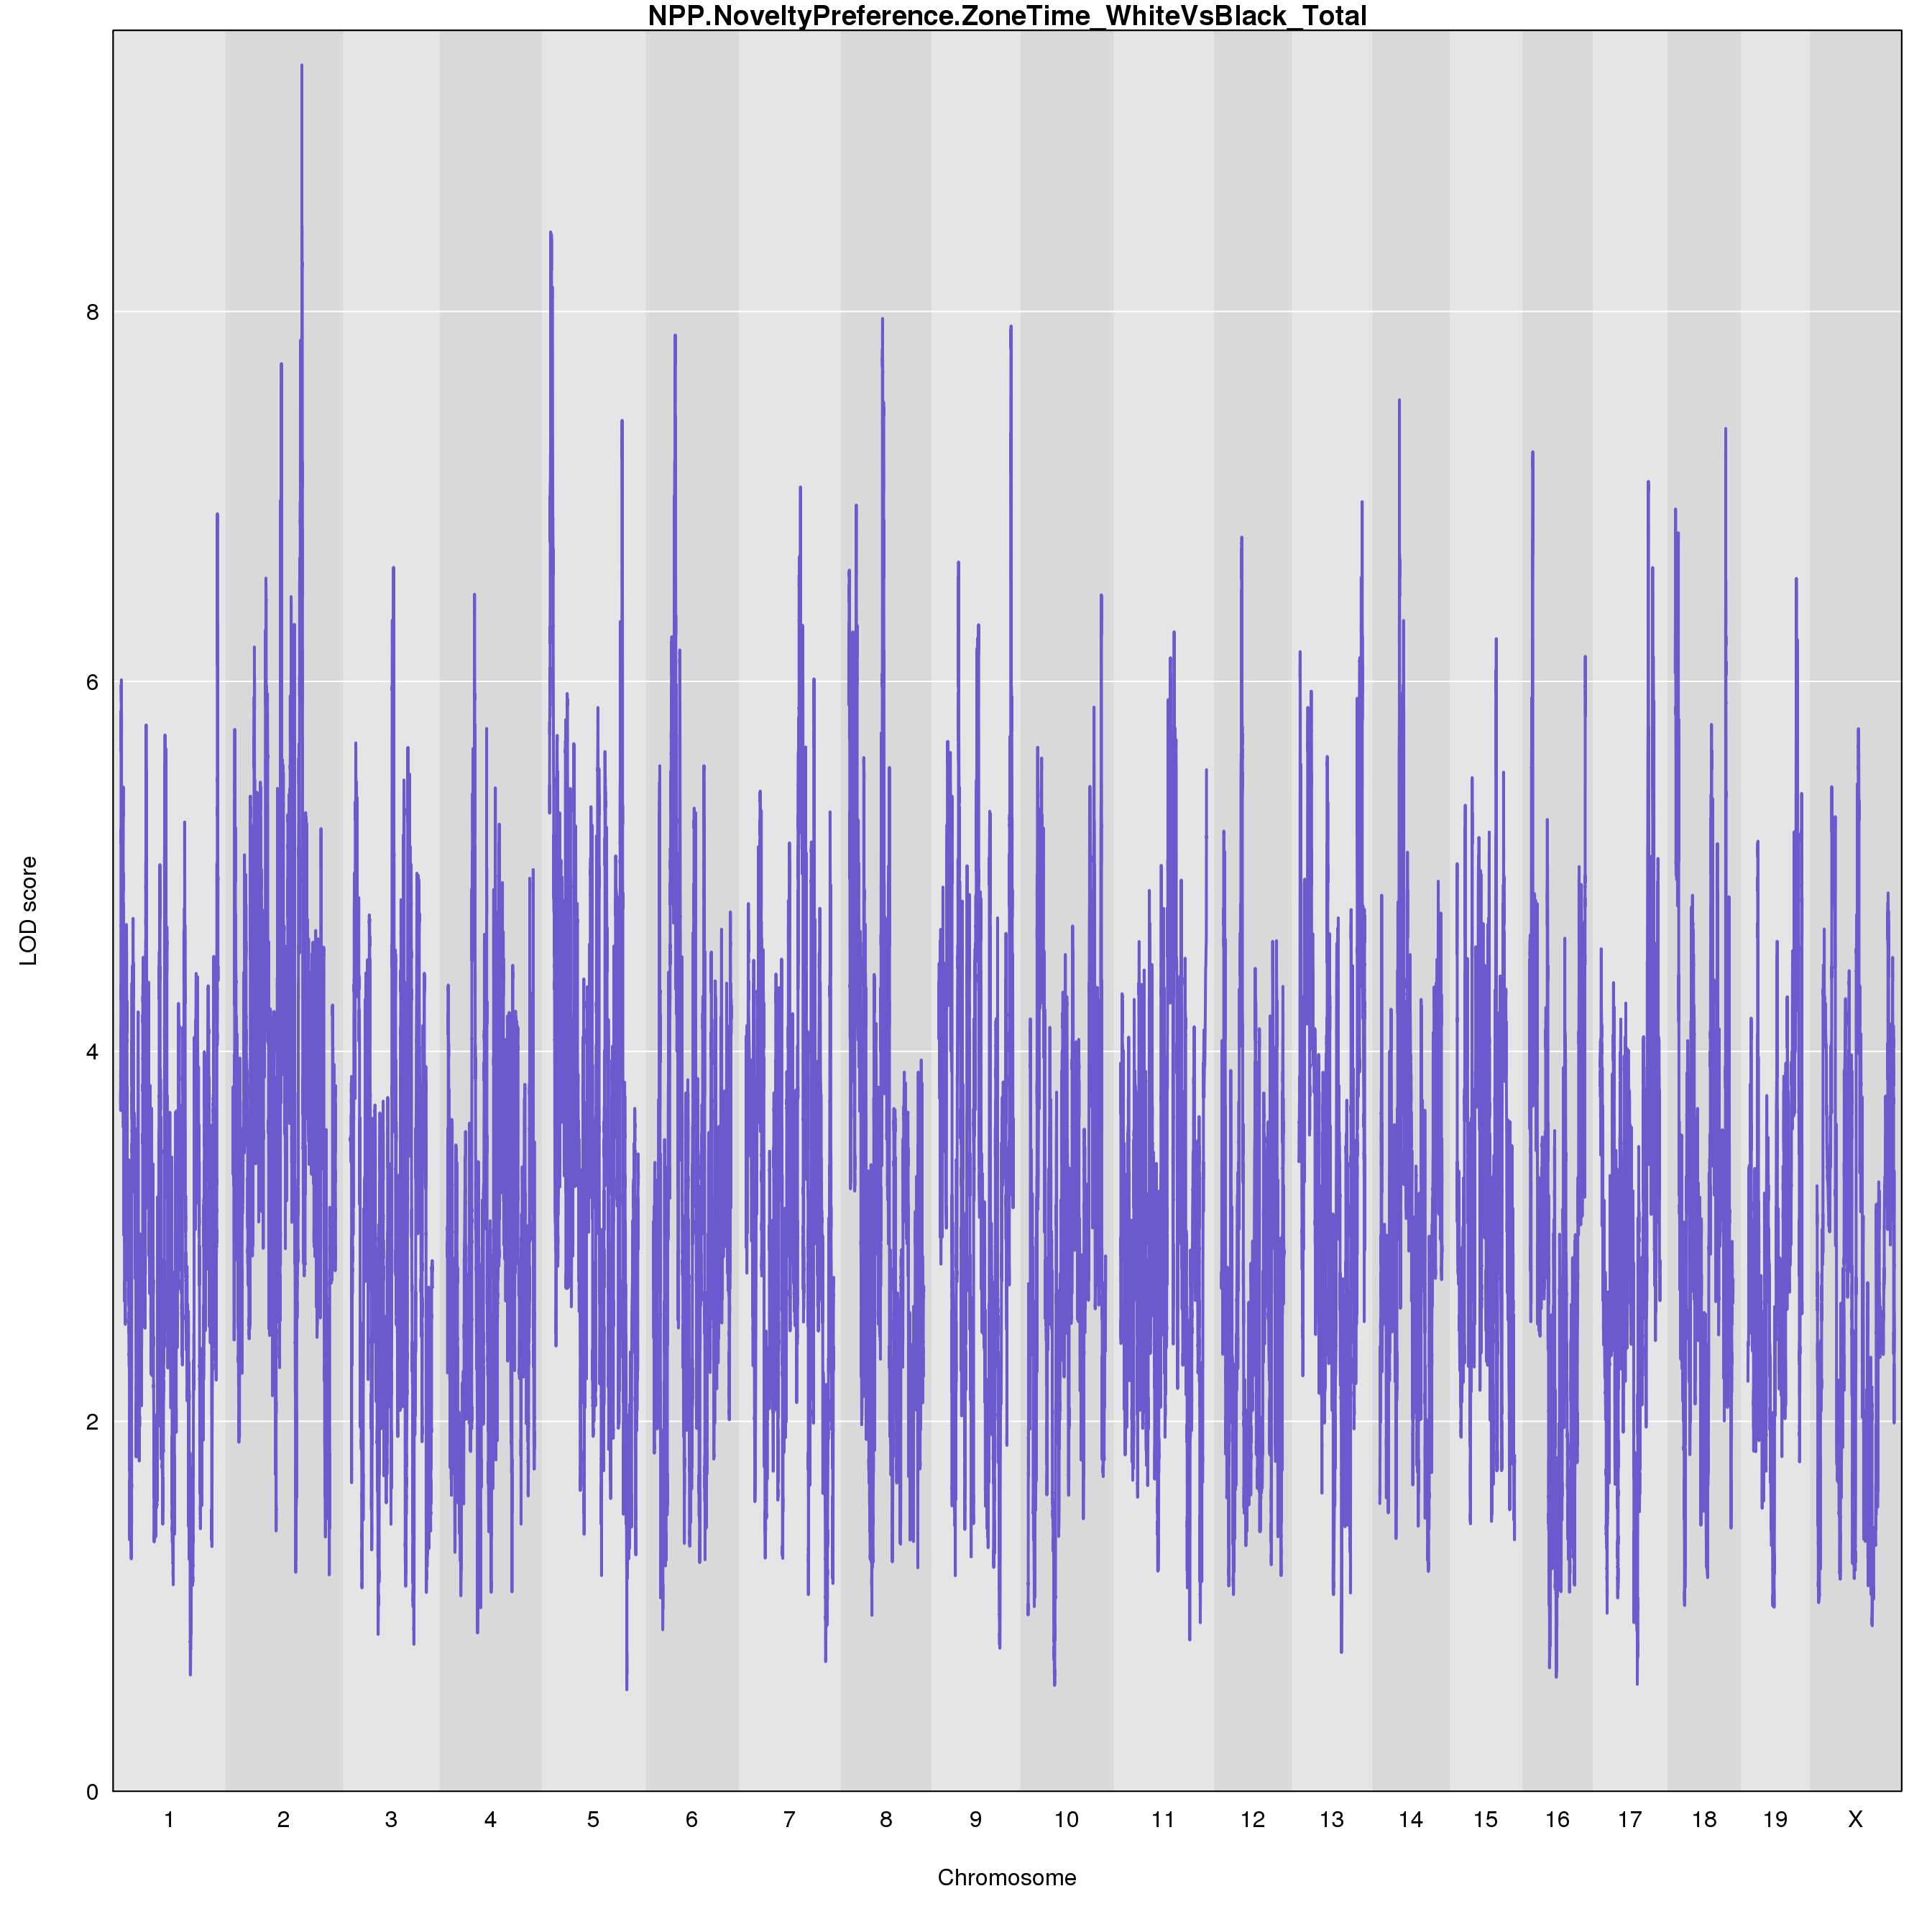 NPP.NoveltyPreference.ZoneTime_WhiteVsBlack_Total
8
6
4
2
0
LOD score
1 2 3 4 5 6 7 8 9 10 11 12 13 14 15 16 17 18 19 X
Chromosome